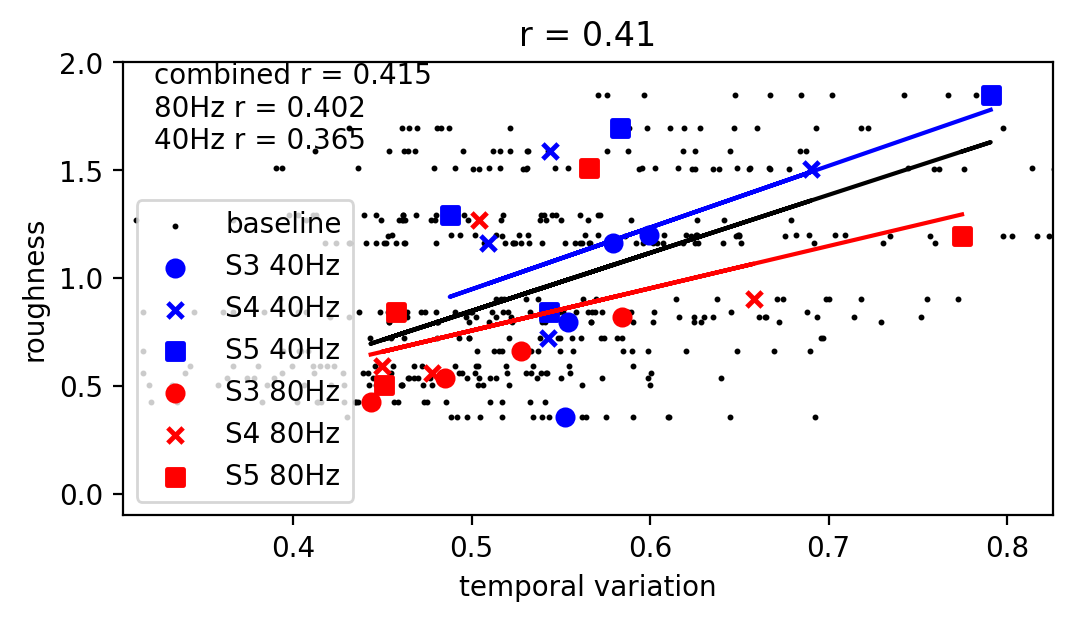 r = 0.41
combined r = 0.415
80Hz r = 0.402
40Hz r = 0.365
2.0
1.5
1.0
0.5
0.0
roughness
baseline
S3 40Hz
S4 40Hz
S5 40Hz
S3 80Hz
S4 80Hz
S5 80Hz
0.4 0.5 0.6 0.7 0.8
temporal variation